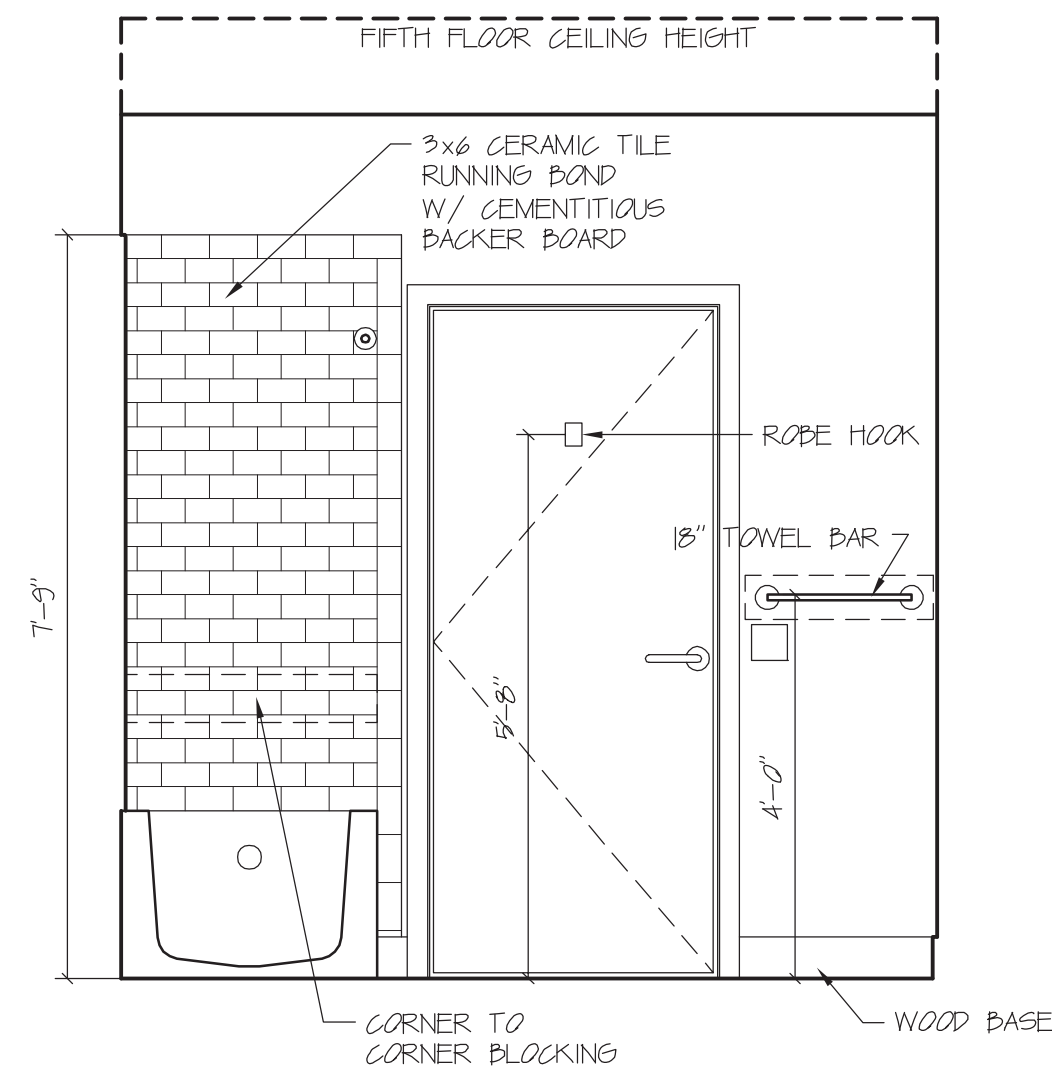 FIFTH FLOOR CEILING HEIGHT
3x6 CERAMIC TILE
RUNNING BOND
W/ CEMENTITIOUS
BACKER BOARD
ROBE HOOK
18" TOWEL BAR
7'-9"
5'-8"
4'-0"
WOOD BASE
CORNER TO
CORNER BLOCKING